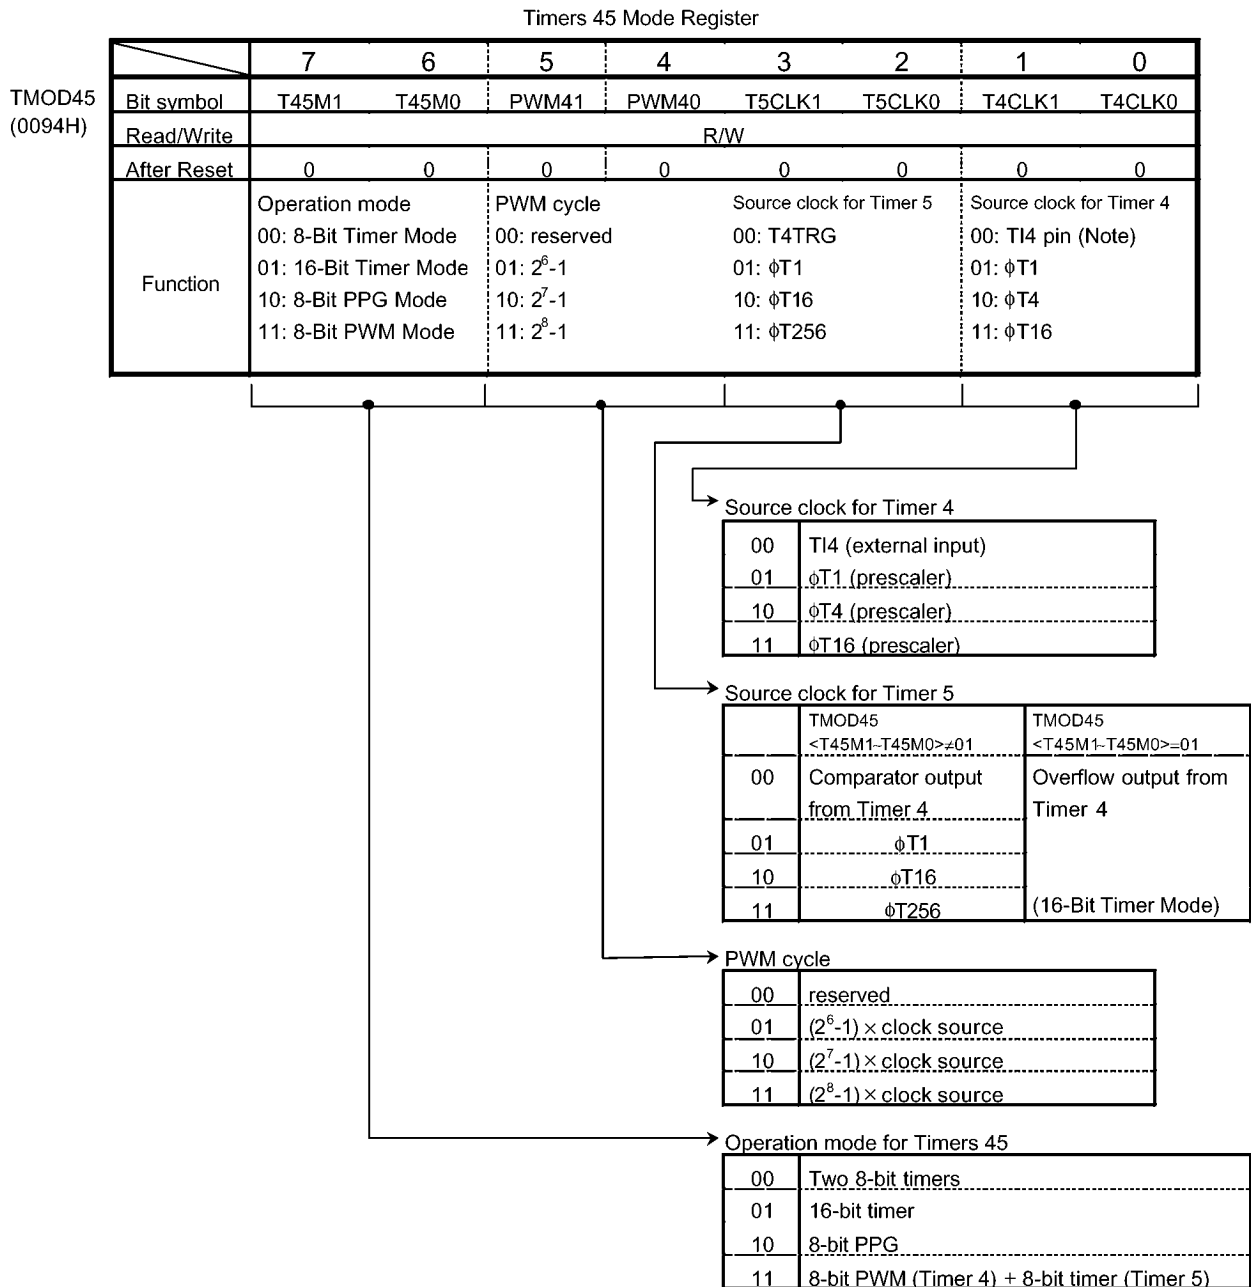 Timers 45 Mode Register
7 6 5 4 3 2 1 0
TMOD45
(0094H)
Bit symbol T45M1 T45M0 PWM41 PWM40 T5CLK1 T5CLK0 T4CLK1 T4CLK0
Read/Write R/W
After Reset 0 0 0 0 0 0 0 0
Function
Operation mode
00: 8-Bit Timer Mode
01: 16-Bit Timer Mode
10: 8-Bit PPG Mode
11: 8-Bit PWM Mode
PWM cycle
00: reserved
01: 2⁶-1
10: 2⁷-1
11: 2⁸-1
Source clock for Timer 5
00: T4TRG
01: ϕT1
10: ϕT16
11: ϕT256
Source clock for Timer 4
00: TI4 pin (Note)
01: ϕT1
10: ϕT4
11: ϕT16
Source clock for Timer 4
00 TI4 (external input)
01 ϕT1 (prescaler)
10 ϕT4 (prescaler)
11 ϕT16 (prescaler)
Source clock for Timer 5
TMOD45
<T45M1~T45M0>≠01
TMOD45
<T45M1~T45M0>=01
00 Comparator output
from Timer 4
Overflow output from
Timer 4
01 ϕT1
10 ϕT16
11 ϕT256
(16-Bit Timer Mode)
PWM cycle
00 reserved
01 (2⁶-1) × clock source
10 (2⁷-1) × clock source
11 (2⁸-1) × clock source
Operation mode for Timers 45
00 Two 8-bit timers
01 16-bit timer
10 8-bit PPG
11 8-bit PWM (Timer 4) + 8-bit timer (Timer 5)